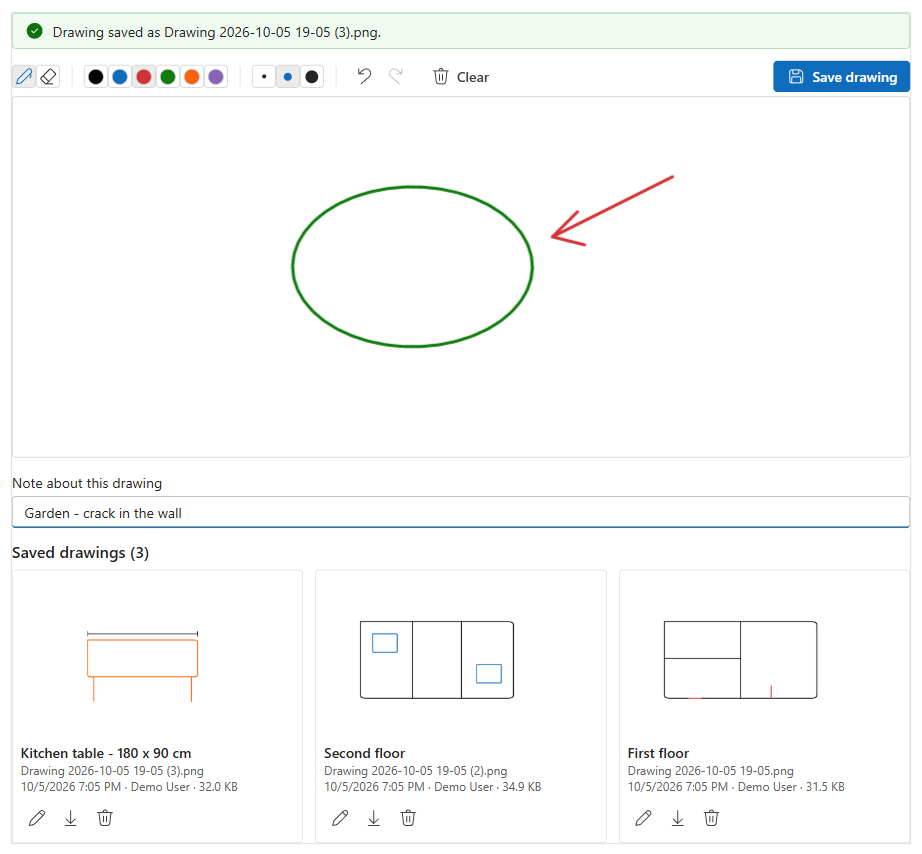 Drawing saved as Drawing 2026-10-05 19-05 (3).png.
Clear
Save drawing
Note about this drawing
Garden - crack in the wall
Saved drawings (3)
Kitchen table - 180 x 90 cm
Drawing 2026-10-05 19-05 (3).png
10/5/2026 7:05 PM · Demo User · 32.0 KB
Second floor
Drawing 2026-10-05 19-05 (2).png
10/5/2026 7:05 PM · Demo User · 34.9 KB
First floor
Drawing 2026-10-05 19-05.png
10/5/2026 7:05 PM · Demo User · 31.5 KB